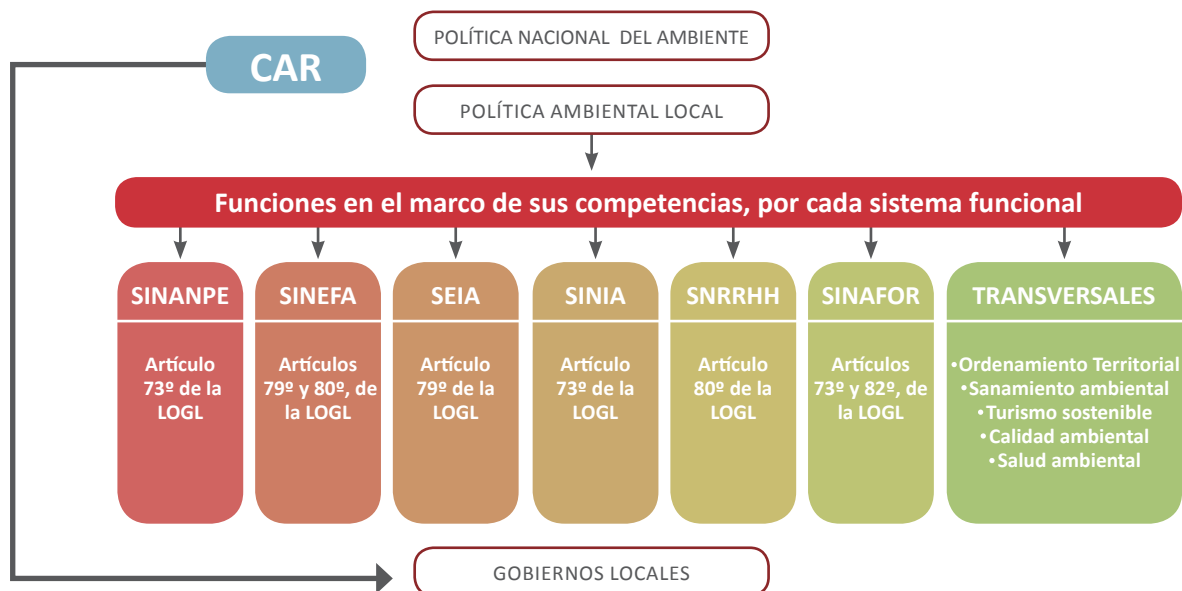 POLÍTICA NACIONAL DEL AMBIENTE
CAR
POLÍTICA AMBIENTAL LOCAL
Funciones en el marco de sus competencias, por cada sistema funcional
SINANPE
Artículo
73º de la
LOGL
SINEFA
Artículos
79º y 80º, de
la LOGL
SEIA
Artículo
79º de la
LOGL
SINIA
Artículo
73º de la
LOGL
SNRRHH
Artículo
80º de la
LOGL
SINAFOR
Artículos
73º y 82º, de
la LOGL
TRANSVERSALES
•Ordenamiento Territorial
•Sanamiento ambiental
•Turismo sostenible
•Calidad ambiental
•Salud ambiental
GOBIERNOS LOCALES